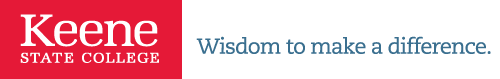 Keene
STATE COLLEGE
Wisdom to make a difference.